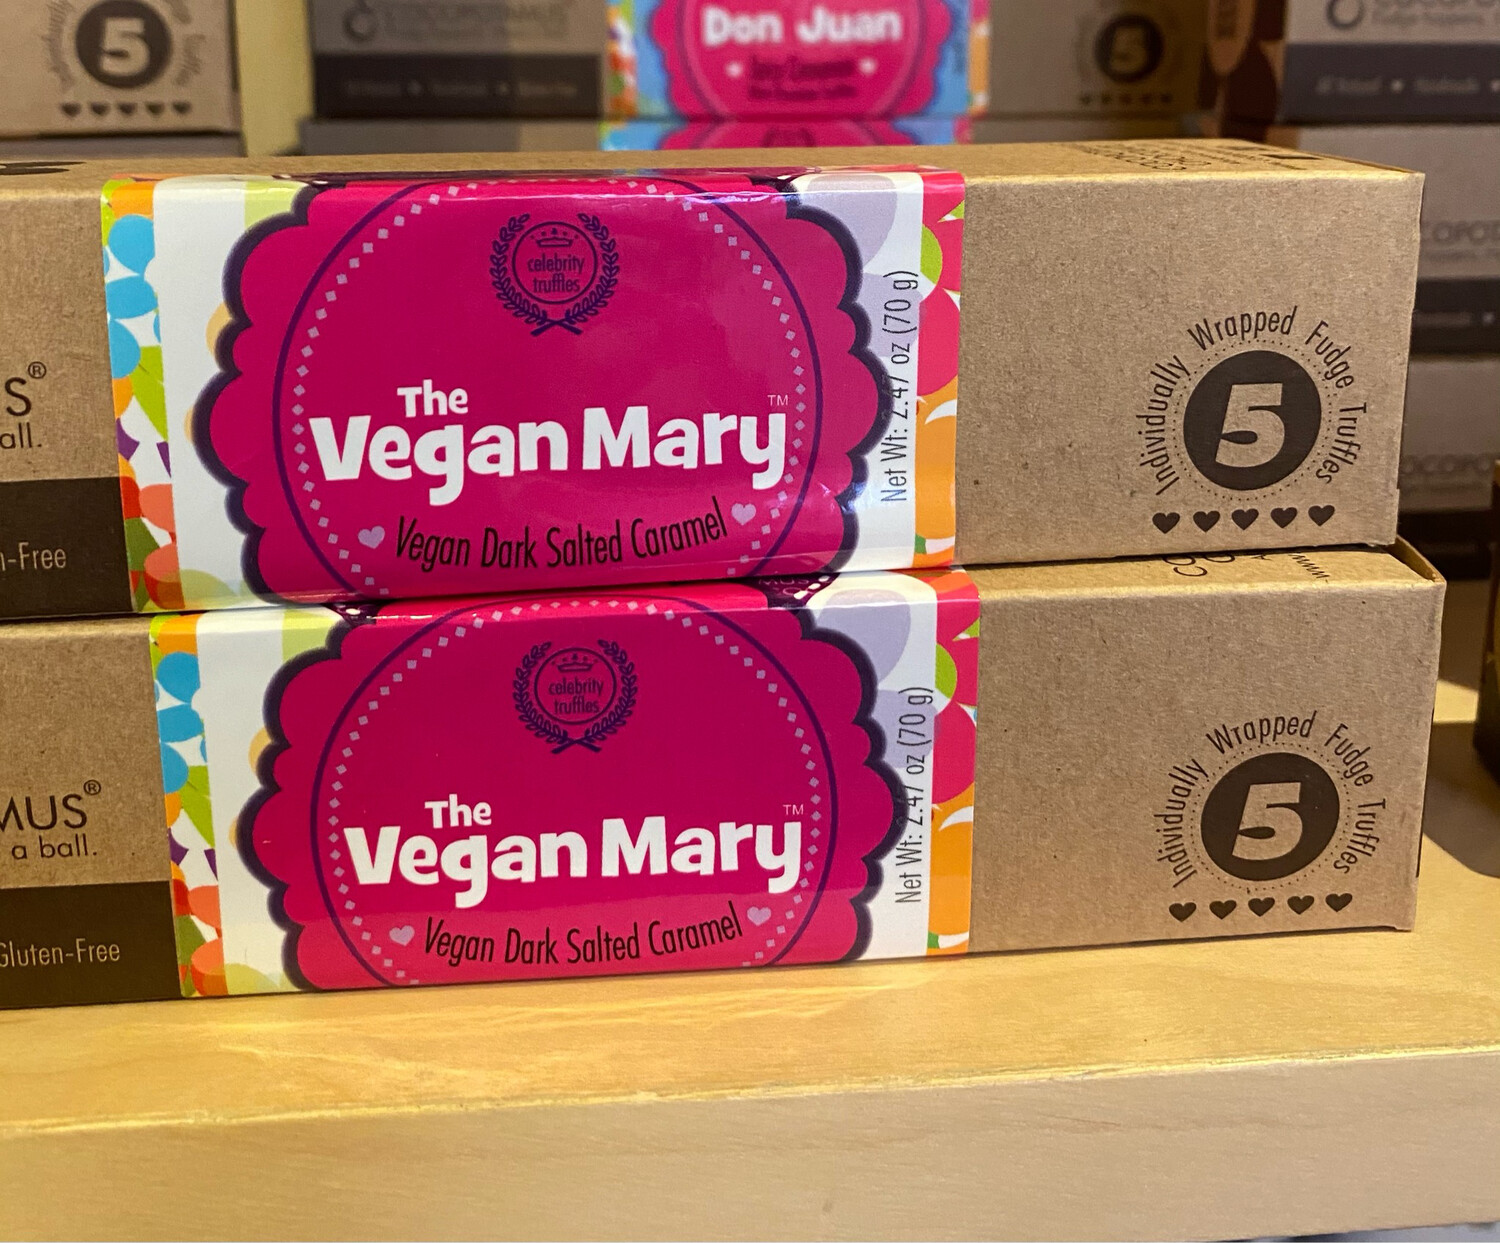 5
Don Juan
5
celebrity
truffles
The
Vegan Mary™
Vegan Dark Salted Caramel
Net Wt: 2.47 oz (70 g)
Individually Wrapped Fudge Truffles
5
S®
all.
n-Free
celebrity
truffles
The
Vegan Mary™
Vegan Dark Salted Caramel
Net Wt: 2.47 oz (70 g)
Individually Wrapped Fudge Truffles
5
MUS®
a ball.
Gluten-Free